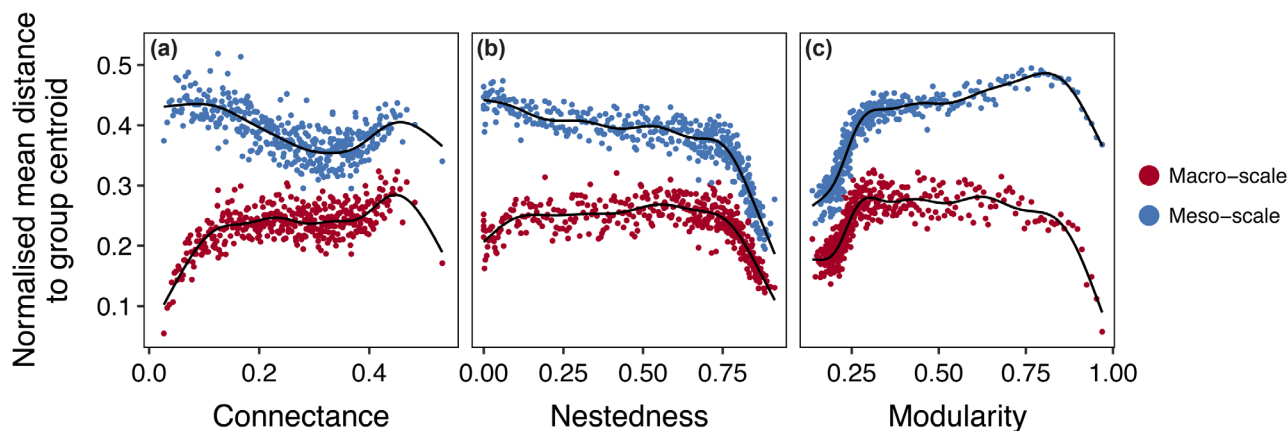 Normalised mean distance
to group centroid
0.5
0.4
0.3
0.2
0.1
(a)
(b)
(c)
0.0 0.2 0.4
0.00 0.25 0.50 0.75
0.25 0.50 0.75 1.00
Connectance
Nestedness
Modularity
Macro−scale
Meso−scale